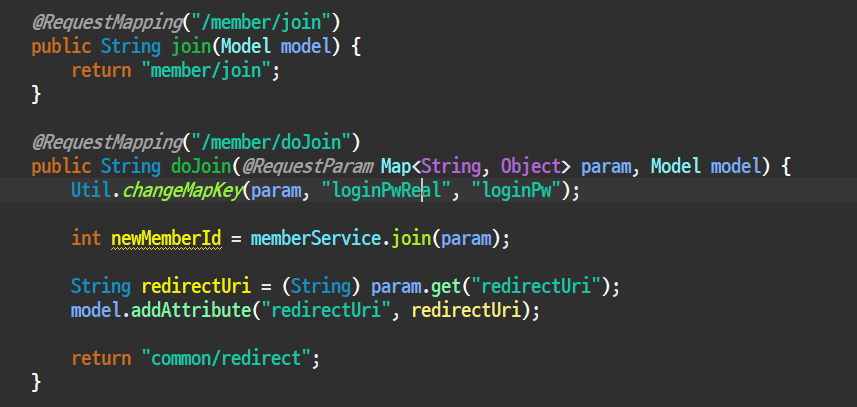 @RequestMapping("/member/join")
public String join(Model model) {
return "member/join";
}
@RequestMapping("/member/doJoin")
public String doJoin(@RequestParam Map<String, Object> param, Model model) {
Util.changeMapKey(param, "loginPwReal", "loginPw");
int newMemberId = memberService.join(param);
String redirectUri = (String) param.get("redirectUri");
model.addAttribute("redirectUri", redirectUri);
return "common/redirect";
}